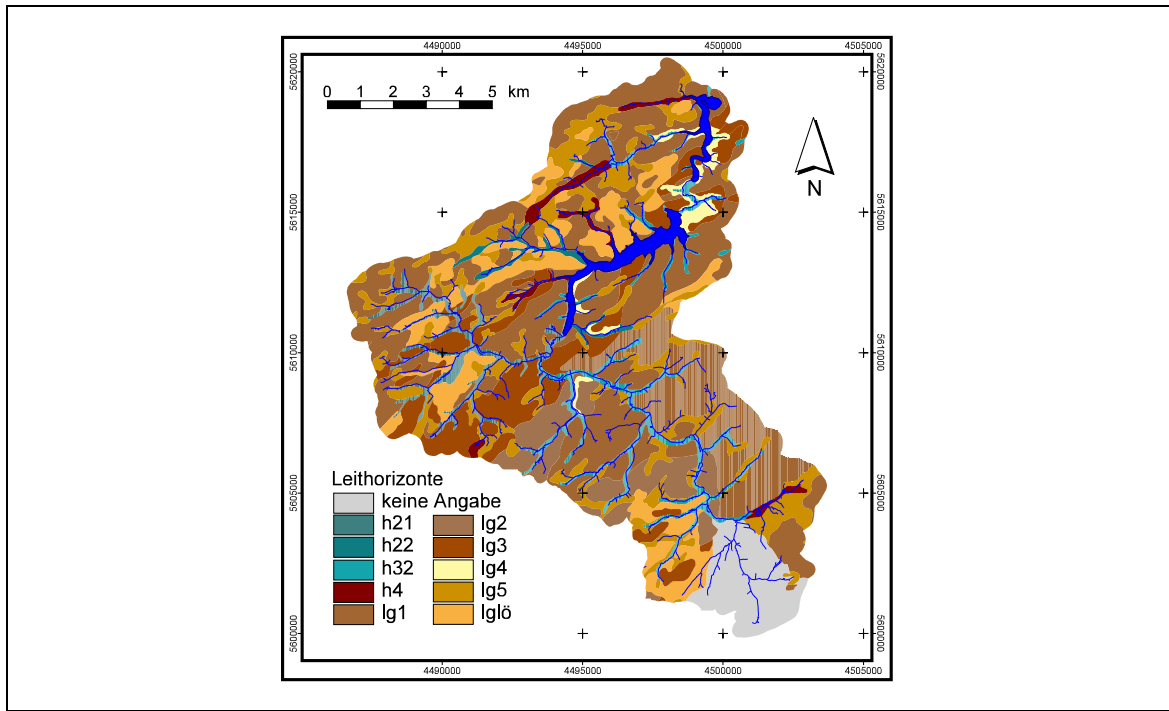 4490000 4495000 4500000 4505000
5620000 5620000
0 1 2 3 4 5 km
N
5615000 5615000
5610000 5610000
5605000 5605000
Leithorizonte
keine Angabe
h21 lg2
h22 lg3
h32 lg4
h4 lg5
lg1 lglö
5600000 5600000
4490000 4495000 4500000 4505000